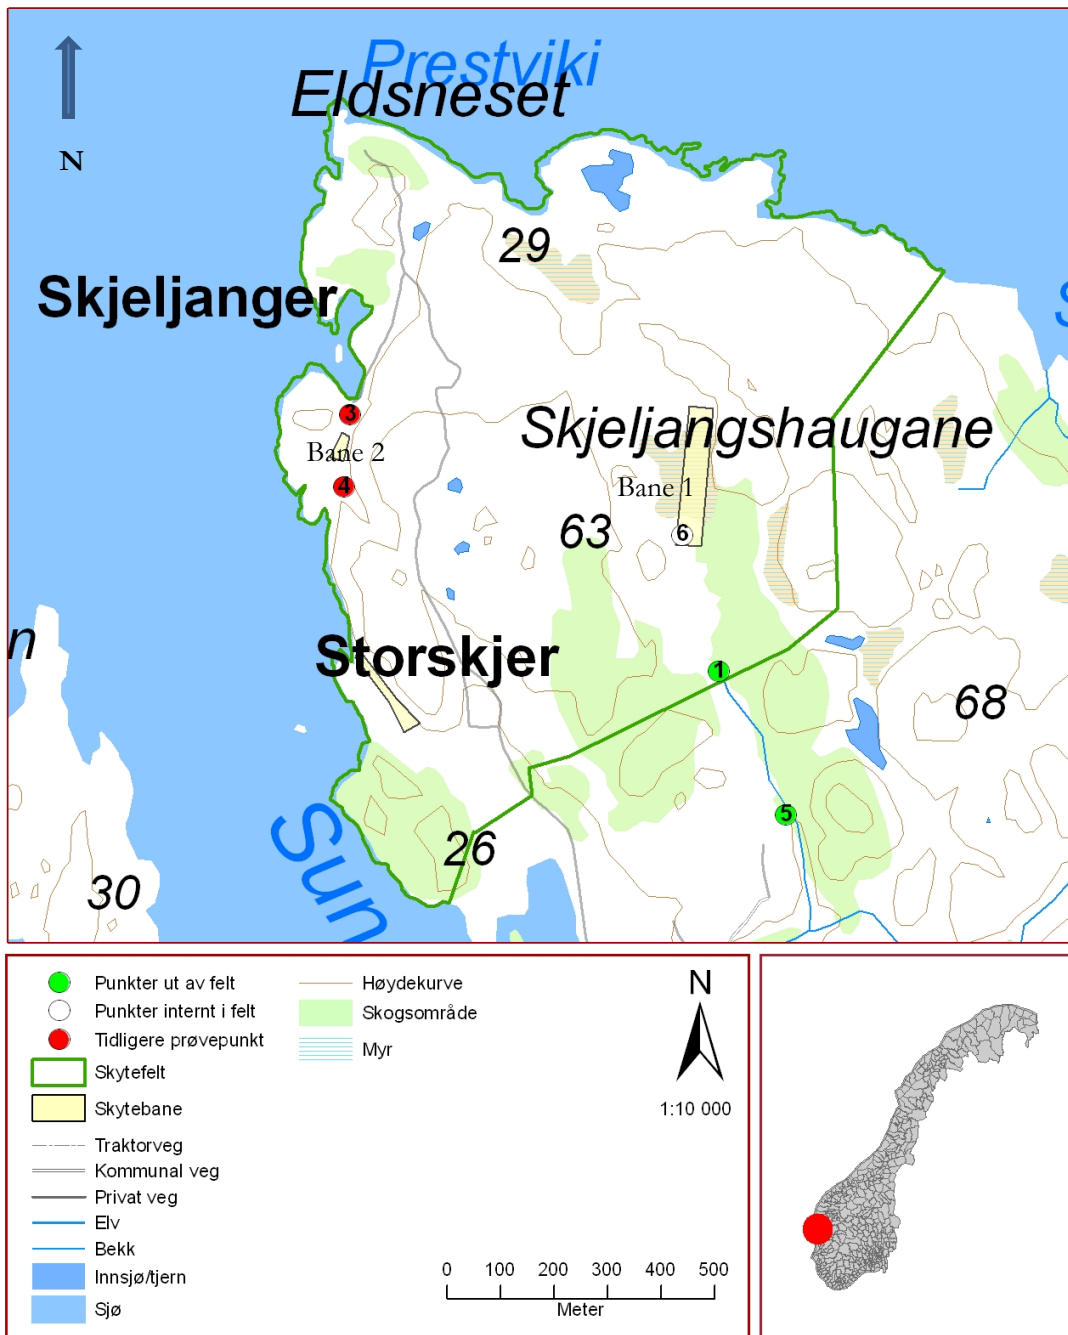 Prestviki
Eldsneset
N
29
Skjeljanger
S
3
Skjeljangshaugane
Bane 2
4
Bane 1
63
6
n
Storskjer
1
68
5
Sun
26
30
Punkter ut av felt
Punkter internt i felt
Tidligere prøvepunkt
Skytefelt
Skytebane
Traktorveg
Kommunal veg
Privat veg
Elv
Bekk
Innsjø/tjern
Sjø
Høydekurve
Skogsområde
Myr
N
1:10 000
0 100 200 300 400 500
Meter